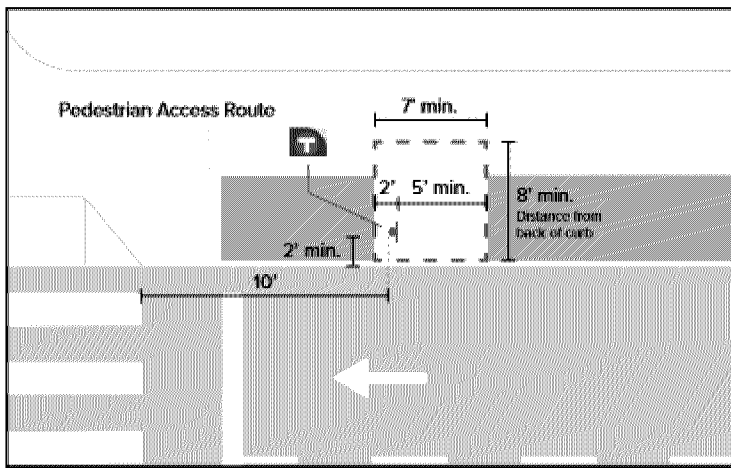 Pedestrian Access Route
7' min.
T
2' 5' min.
8' min.
Distance from
back of curb
2' min.
10'